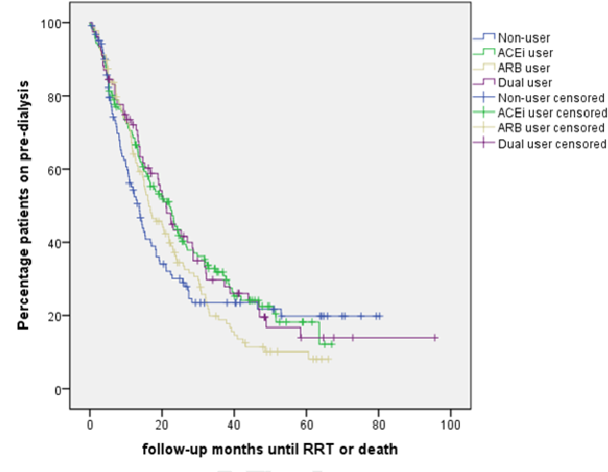 Percentage patients on pre-dialysis
100
80
60
40
20
0
0 20 40 60 80 100
follow-up months until RRT or death
Non-user
ACEi user
ARB user
Dual user
Non-user censored
ACEi user censored
ARB user censored
Dual user censored